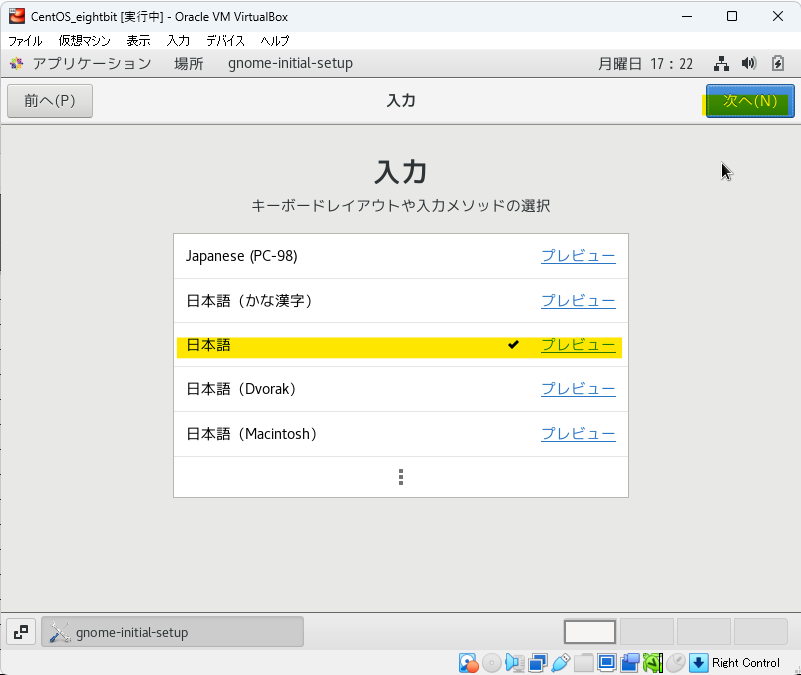 CentOS_eightbit [実行中] - Oracle VM VirtualBox
ファイル 仮想マシン 表示 入力 デバイス ヘルプ
アプリケーション 場所 gnome-initial-setup 月曜日 17：22
前へ(P) 入力 次へ(N)
入力
キーボードレイアウトや入力メソッドの選択
Japanese (PC-98) プレビュー
日本語（かな漢字） プレビュー
日本語 プレビュー
日本語（Dvorak） プレビュー
日本語（Macintosh） プレビュー
gnome-initial-setup
Right Control